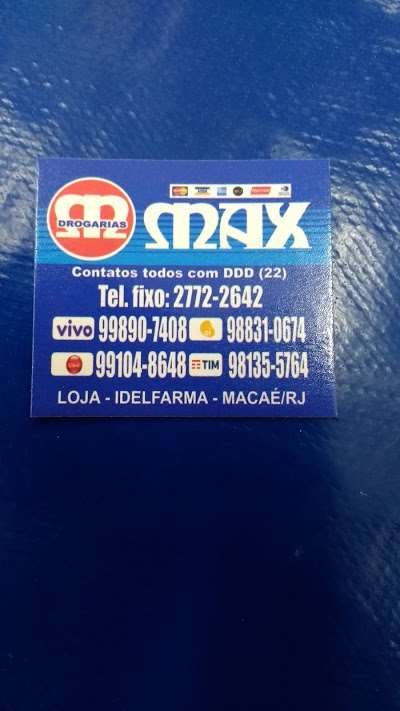 DROGARIAS
MAX
Contatos todos com DDD (22)
Tel. fixo: 2772-2642
vivo 99890-7408 98831-0674
99104-8648 TIM 98135-5764
LOJA - IDELFARMA - MACAÉ/RJ